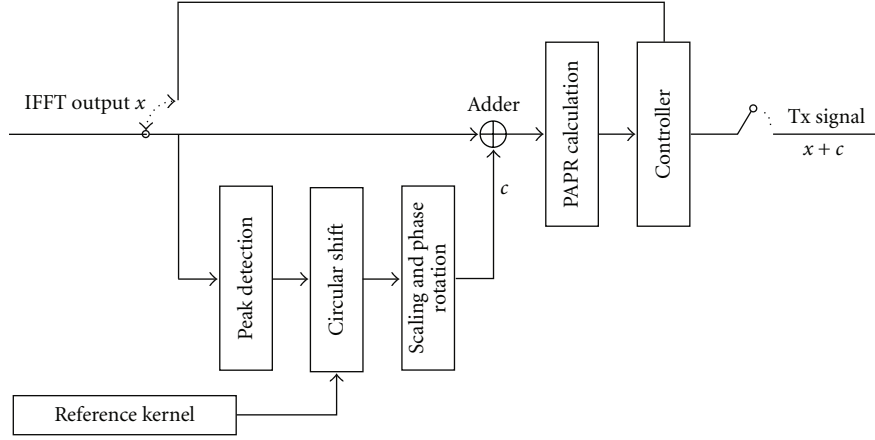 IFFT output x
Adder
PAPR calculation
Controller
Tx signal
x + c
c
Peak detection
Circular shift
Scaling and phase
rotation
Reference kernel